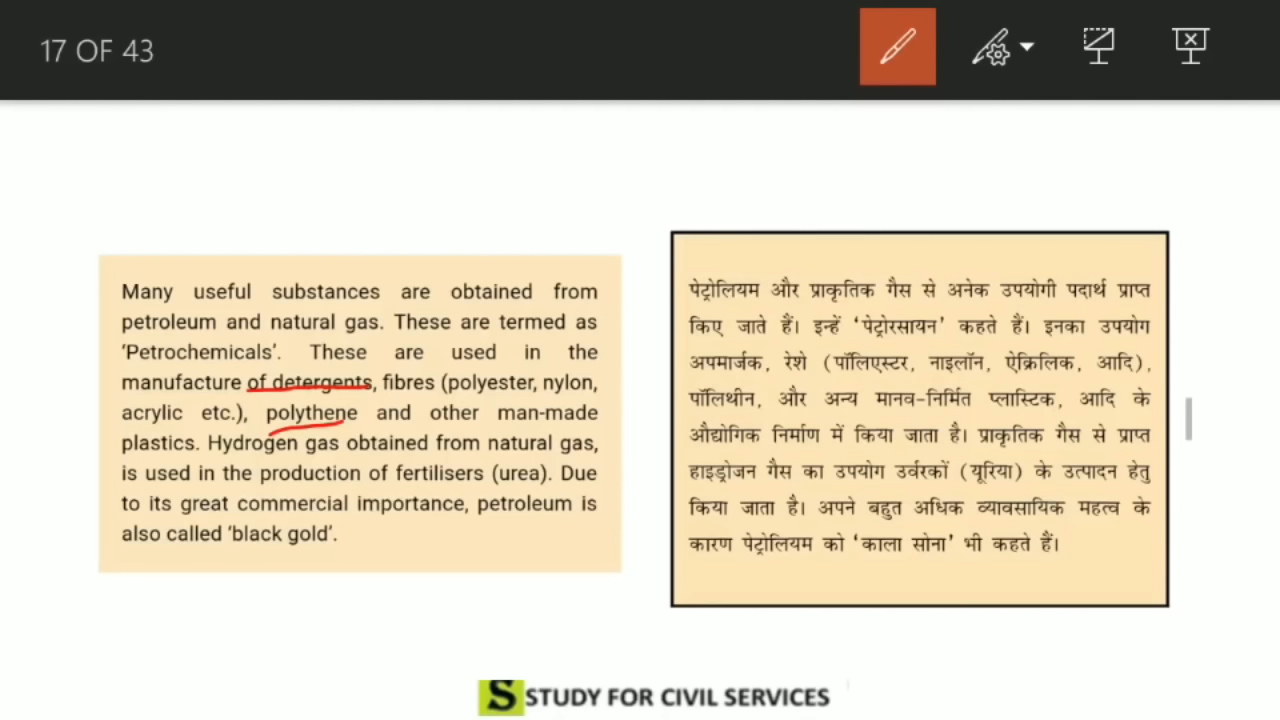 17 OF 43
Many useful substances are obtained from
petroleum and natural gas. These are termed as
‘Petrochemicals’. These are used in the
manufacture of detergents, fibres (polyester, nylon,
acrylic etc.), polythene and other man-made
plastics. Hydrogen gas obtained from natural gas,
is used in the production of fertilisers (urea). Due
to its great commercial importance, petroleum is
also called ‘black gold’.
पेट्रोलियम और प्राकृतिक गैस से अनेक उपयोगी पदार्थ प्राप्त
किए जाते हैं। इन्हें ‘पेट्रोरसायन’ कहते हैं। इनका उपयोग
अपमार्जक, रेशे (पॉलिएस्टर, नाइलॉन, ऐक्रिलिक, आदि),
पॉलिथीन, और अन्य मानव-निर्मित प्लास्टिक, आदि के
औद्योगिक निर्माण में किया जाता है। प्राकृतिक गैस से प्राप्त
हाइड्रोजन गैस का उपयोग उर्वरकों (यूरिया) के उत्पादन हेतु
किया जाता है। अपने बहुत अधिक व्यावसायिक महत्व के
कारण पेट्रोलियम को ‘काला सोना’ भी कहते हैं।
S STUDY FOR CIVIL SERVICES